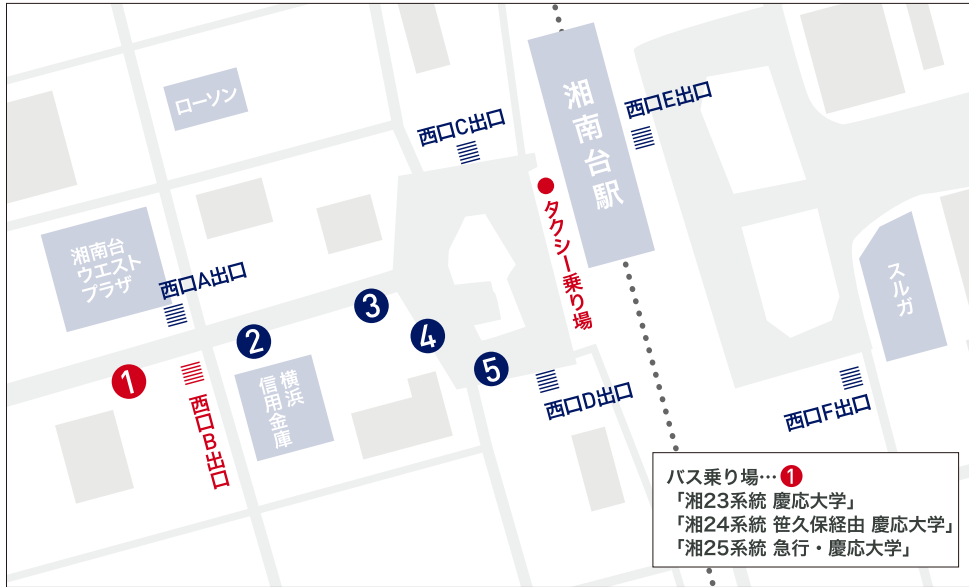 ローソン
湘南台駅
西口E出口
西口C出口
タクシー乗り場
湘南台
ウエスト
プラザ
西口A出口
スルガ
3
2
4
5
1
横浜
信用金庫
西口B出口
西口D出口
西口F出口
バス乗り場…1
「湘23系統 慶応大学」
「湘24系統 笹久保経由 慶応大学」
「湘25系統 急行・慶応大学」